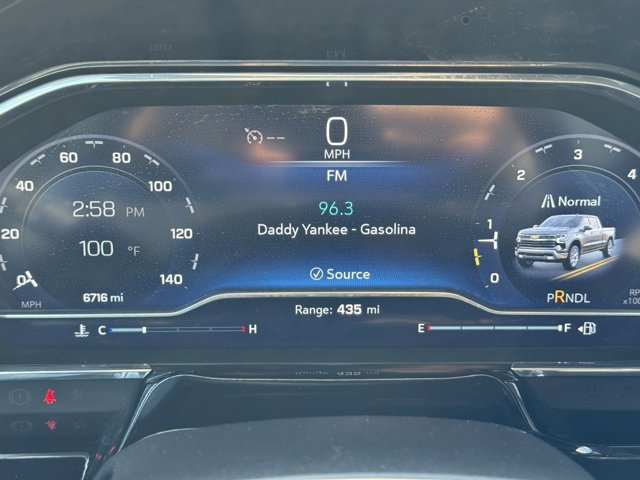 0
MPH
FM
96.3
Daddy Yankee - Gasolina
Source
Range: 435 mi
0 20 40 60 80 100 120 140
2:58 PM
100 °F
6716 mi
MPH
C H
0 1 2 3 4
Normal
PRNDL
E F